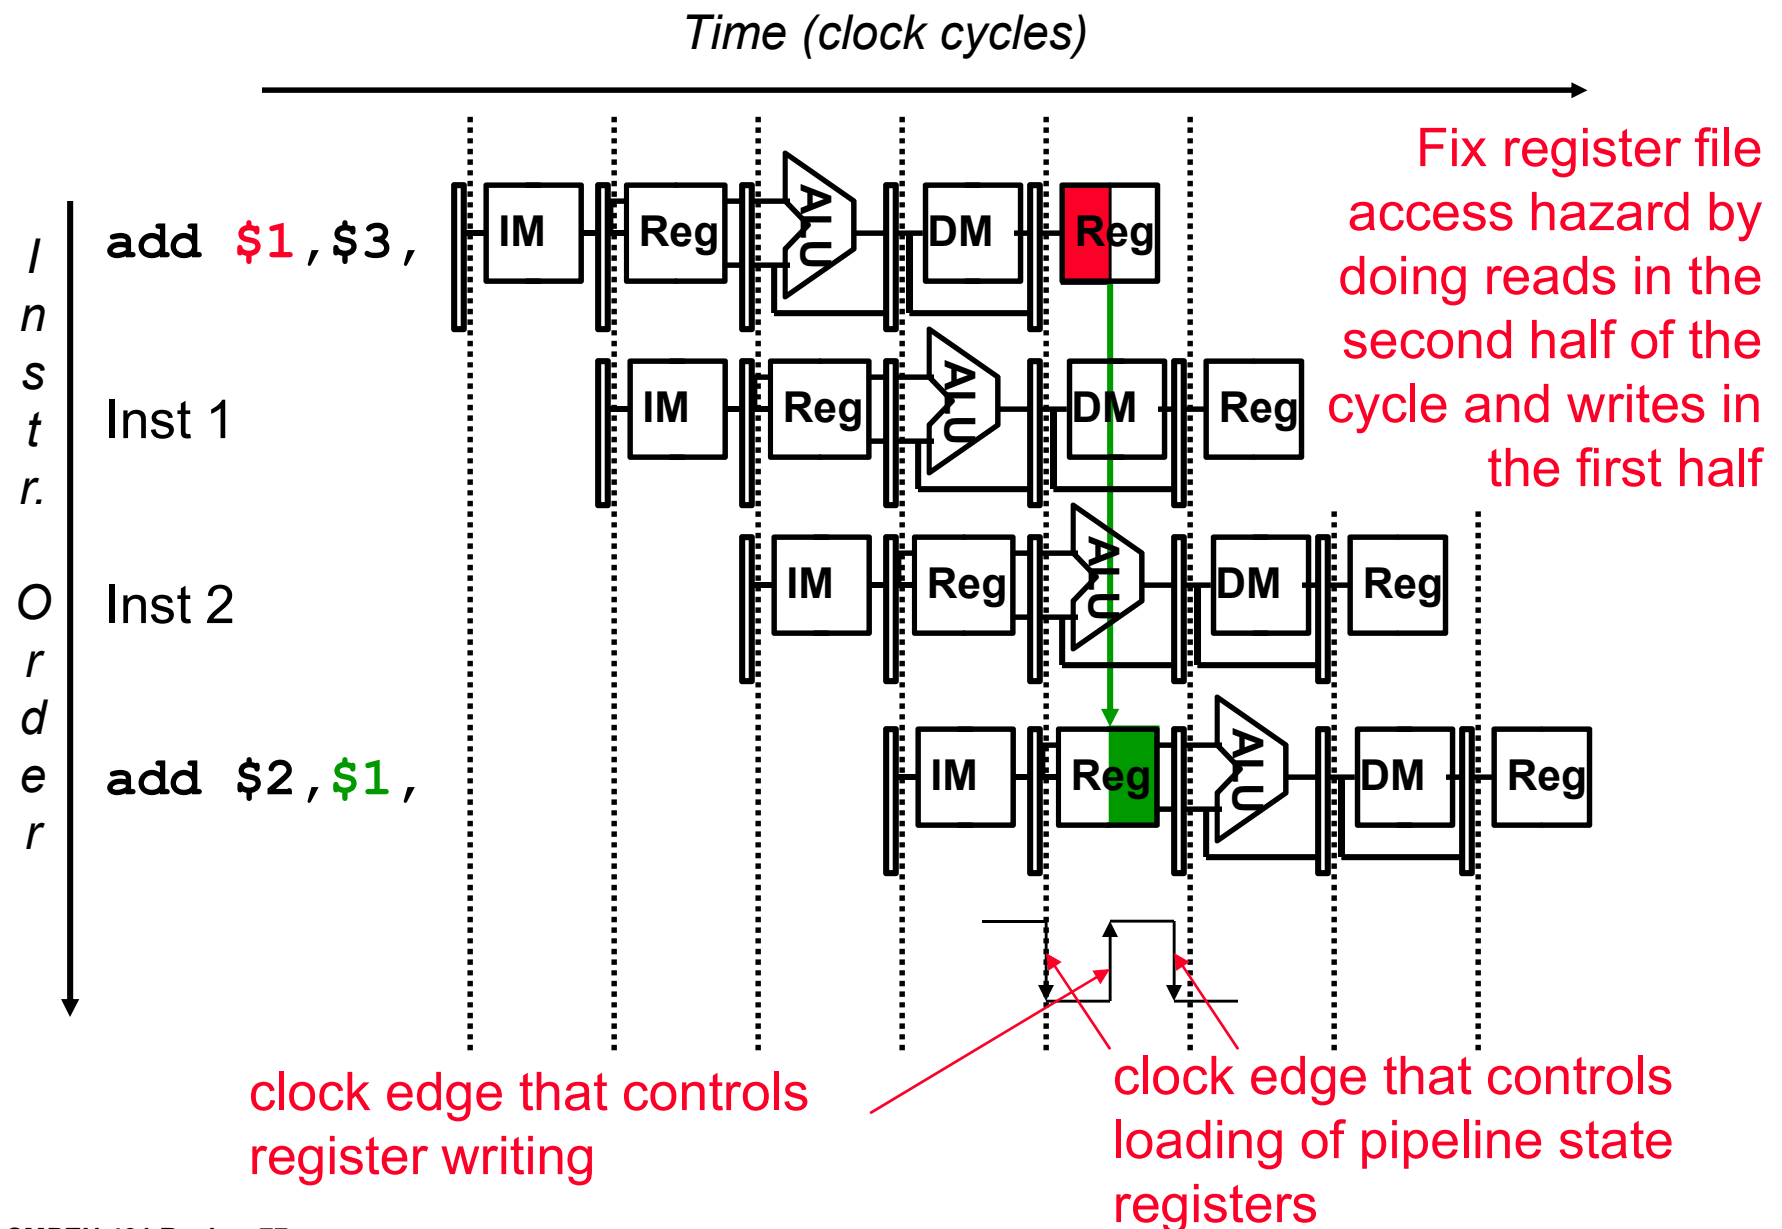 Time (clock cycles)
Fix register file
access hazard by
doing reads in the
second half of the
cycle and writes in
the first half
I
n
s
t
r.
O
r
d
e
r
add $1,$3,
IM Reg ALU DM Reg
Inst 1
IM Reg ALU DM Reg
Inst 2
IM Reg ALU DM Reg
add $2,$1,
IM Reg ALU DM Reg
clock edge that controls
register writing
clock edge that controls
loading of pipeline state
registers